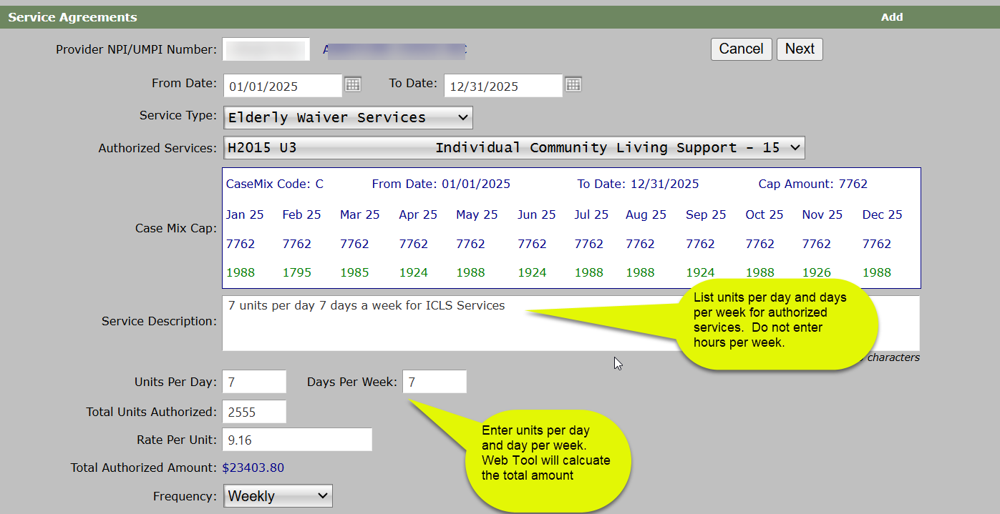 Service Agreements Add
Provider NPI/UMPI Number: Cancel Next
From Date: 01/01/2025 To Date: 12/31/2025
Service Type: Elderly Waiver Services
Authorized Services: H2015 U3 Individual Community Living Support - 15
Case Mix Cap:
CaseMix Code: C From Date: 01/01/2025 To Date: 12/31/2025 Cap Amount: 7762
Jan 25 Feb 25 Mar 25 Apr 25 May 25 Jun 25 Jul 25 Aug 25 Sep 25 Oct 25 Nov 25 Dec 25
7762 7762 7762 7762 7762 7762 7762 7762 7762 7762 7762 7762
1988 1795 1985 1924 1988 1924 1988 1988 1924 1988 1926 1988
Service Description:
7 units per day 7 days a week for ICLS Services
List units per day and days
per week for authorized
services. Do not enter
hours per week.
characters
Units Per Day: 7 Days Per Week: 7
Total Units Authorized: 2555
Rate Per Unit: 9.16
Total Authorized Amount: $23403.80
Frequency: Weekly
Enter units per day
and day per week.
Web Tool will calcuate
the total amount